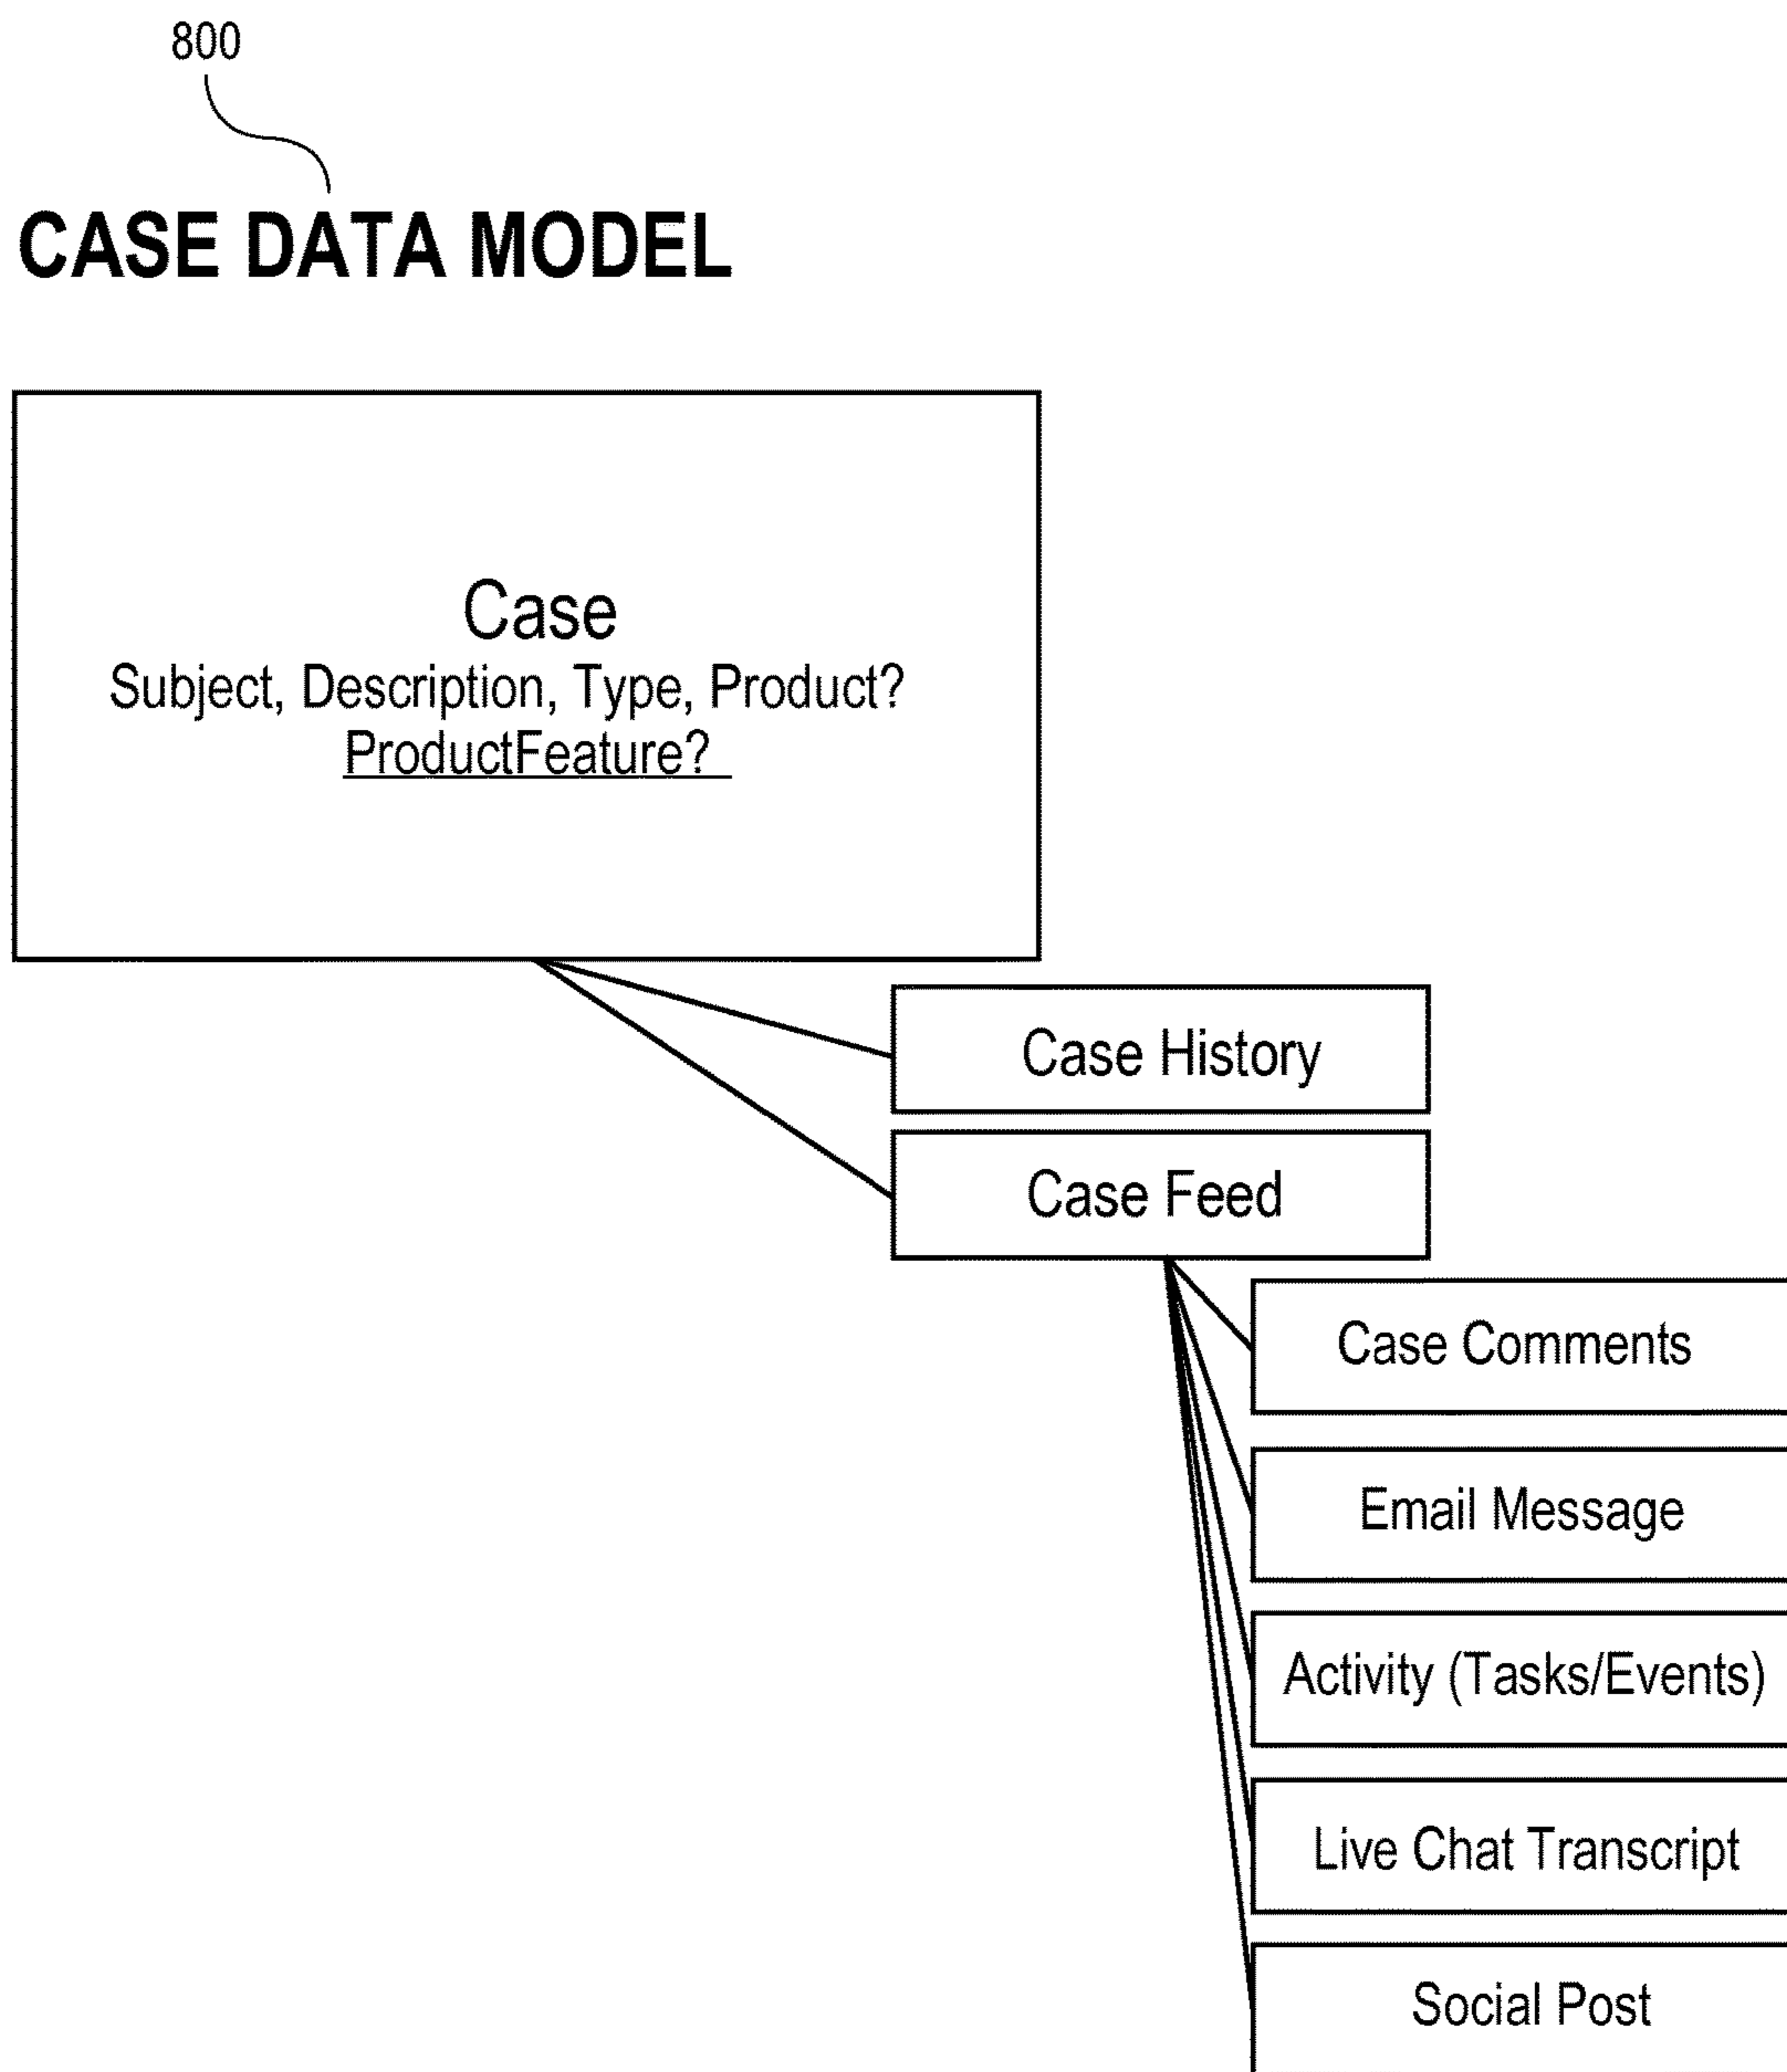 800
CASE DATA MODEL
Case
Subject, Description, Type, Product?
ProductFeature?
Case History
Case Feed
Case Comments
Email Message
Activity (Tasks/Events)
Live Chat Transcript
Social Post